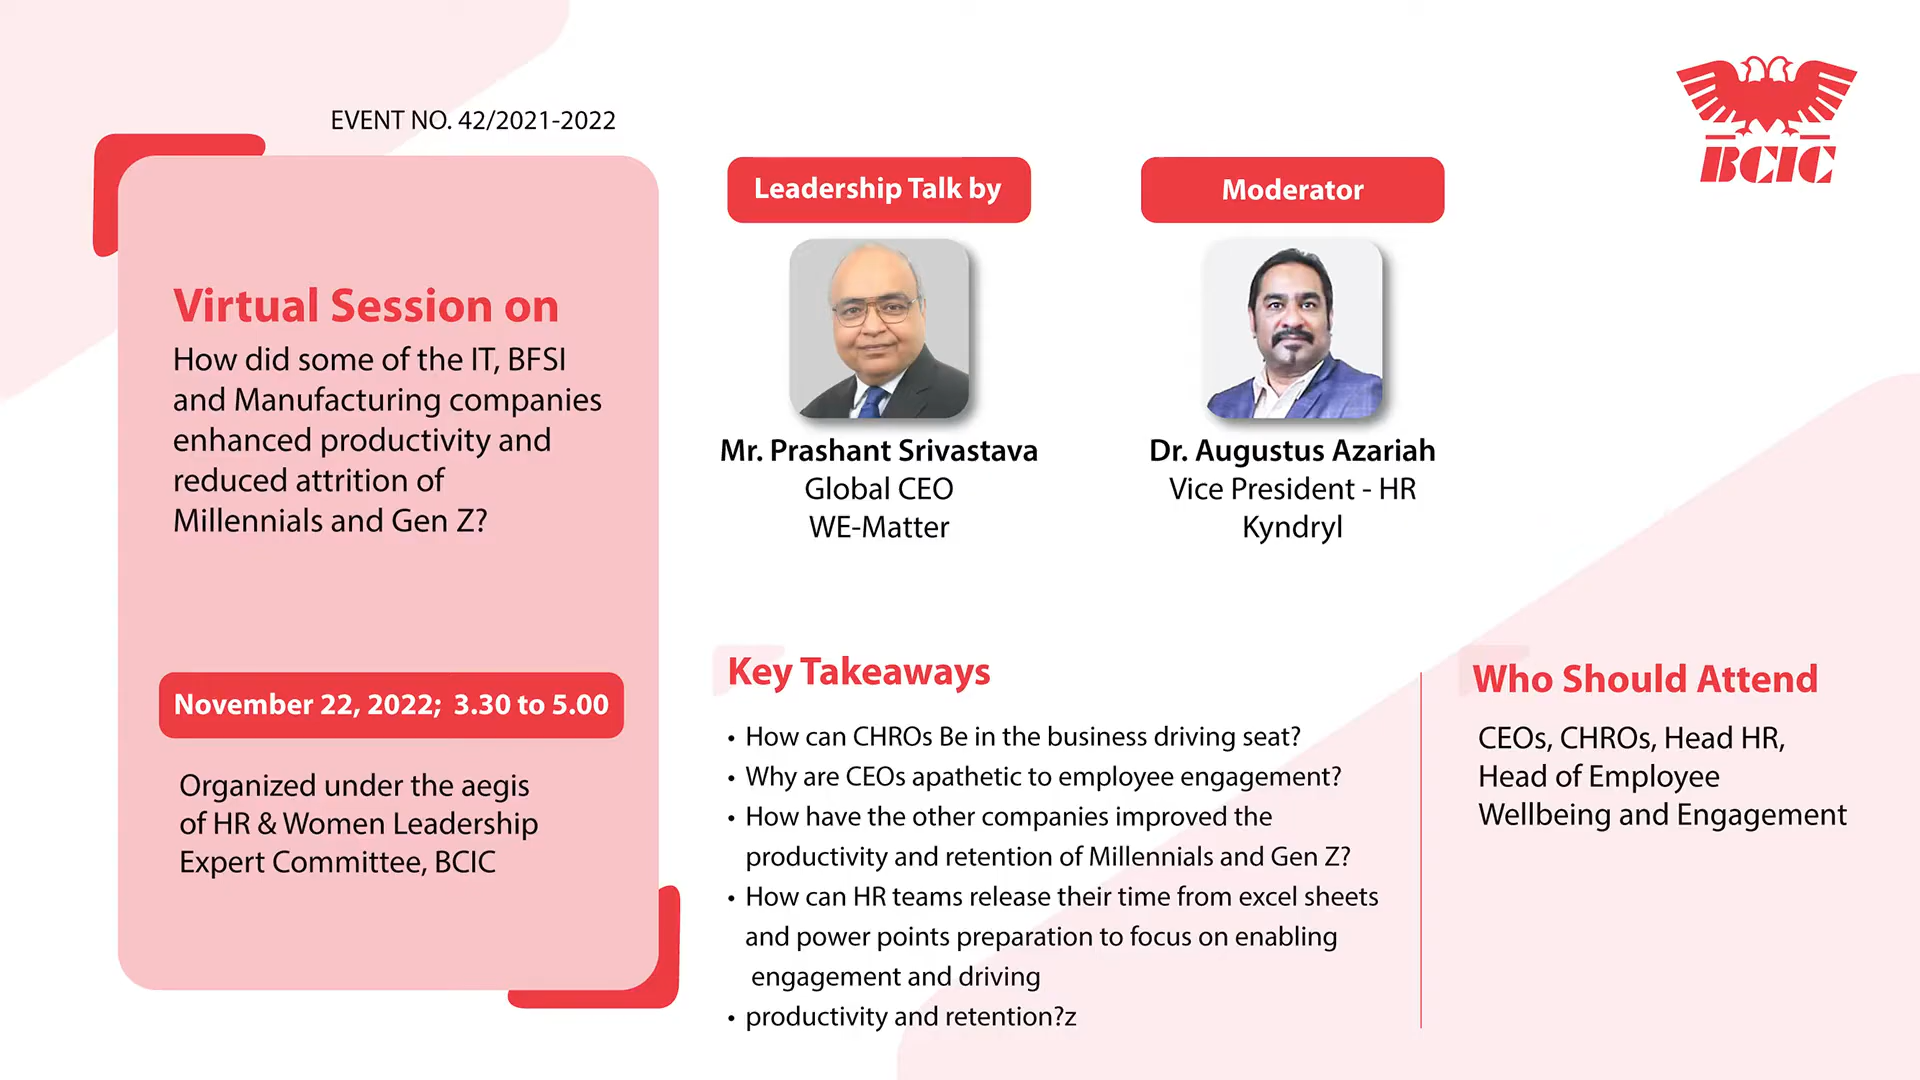 EVENT NO. 42/2021-2022
Virtual Session on
How did some of the IT, BFSI
and Manufacturing companies
enhanced productivity and
reduced attrition of
Millennials and Gen Z?
November 22, 2022;  3.30 to 5.00
Organized under the aegis
of HR & Women Leadership
Expert Committee, BCIC
Leadership Talk by
Mr. Prashant Srivastava
Global CEO
WE-Matter
Moderator
Dr. Augustus Azariah
Vice President - HR
Kyndryl
BCIC
Key Takeaways
• How can CHROs Be in the business driving seat?
• Why are CEOs apathetic to employee engagement?
• How have the other companies improved the
productivity and retention of Millennials and Gen Z?
• How can HR teams release their time from excel sheets
and power points preparation to focus on enabling
engagement and driving
• productivity and retention?z
Who Should Attend
CEOs, CHROs, Head HR,
Head of Employee
Wellbeing and Engagement